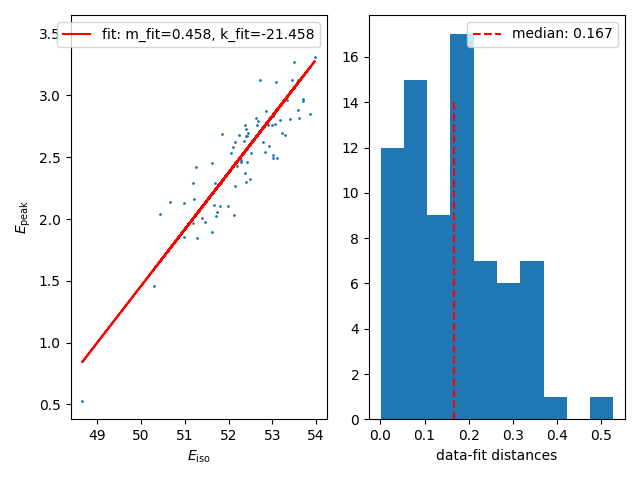 fit: m_fit=0.458, k_fit=-21.458
3.5
3.0
2.5
2.0
1.5
1.0
0.5
E_peak
49 50 51 52 53 54
E_iso
median: 0.167
16
14
12
10
8
6
4
2
0
0.0 0.1 0.2 0.3 0.4 0.5
data-fit distances